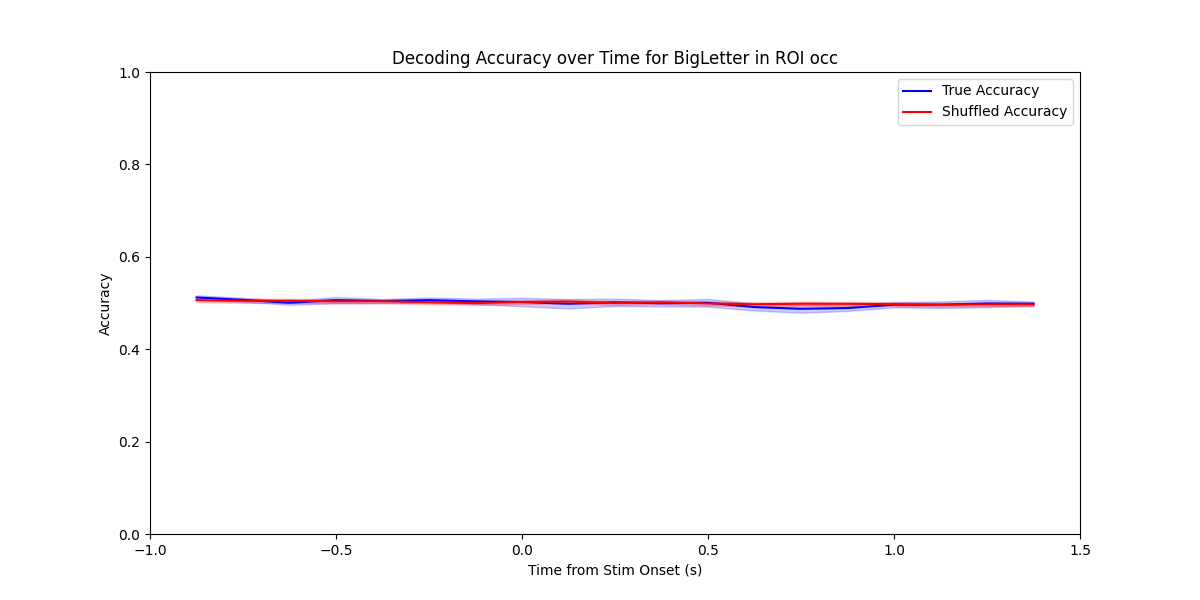 Decoding Accuracy over Time for BigLetter in ROI occ
True Accuracy
Shuffled Accuracy
1.0
0.8
0.6
0.4
0.2
0.0
Accuracy
−1.0
−0.5
0.0
0.5
1.0
1.5
Time from Stim Onset (s)